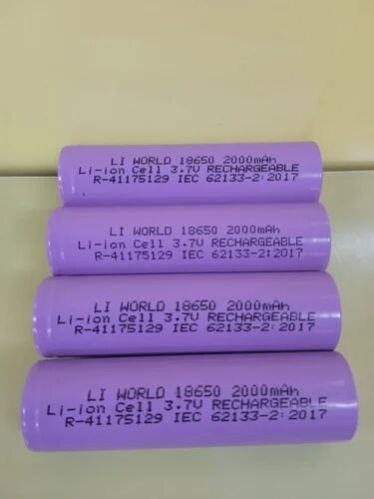 LI WORLD 18650 2000mAh
Li-ion Cell 3.7V RECHARGEABLE
R-41175129 IEC 62133-2:2017
LI WORLD 18650 2000mAh
Li-ion Cell 3.7V RECHARGEABLE
R-41175129 IEC 62133-2:2017
LI WORLD 18650 2000mAh
Li-ion Cell 3.7V RECHARGEABLE
R-41175129 IEC 62133-2:2017
LI WORLD 18650 2000mAh
Li-ion Cell 3.7V RECHARGEABLE
R-41175129 IEC 62133-2:2017